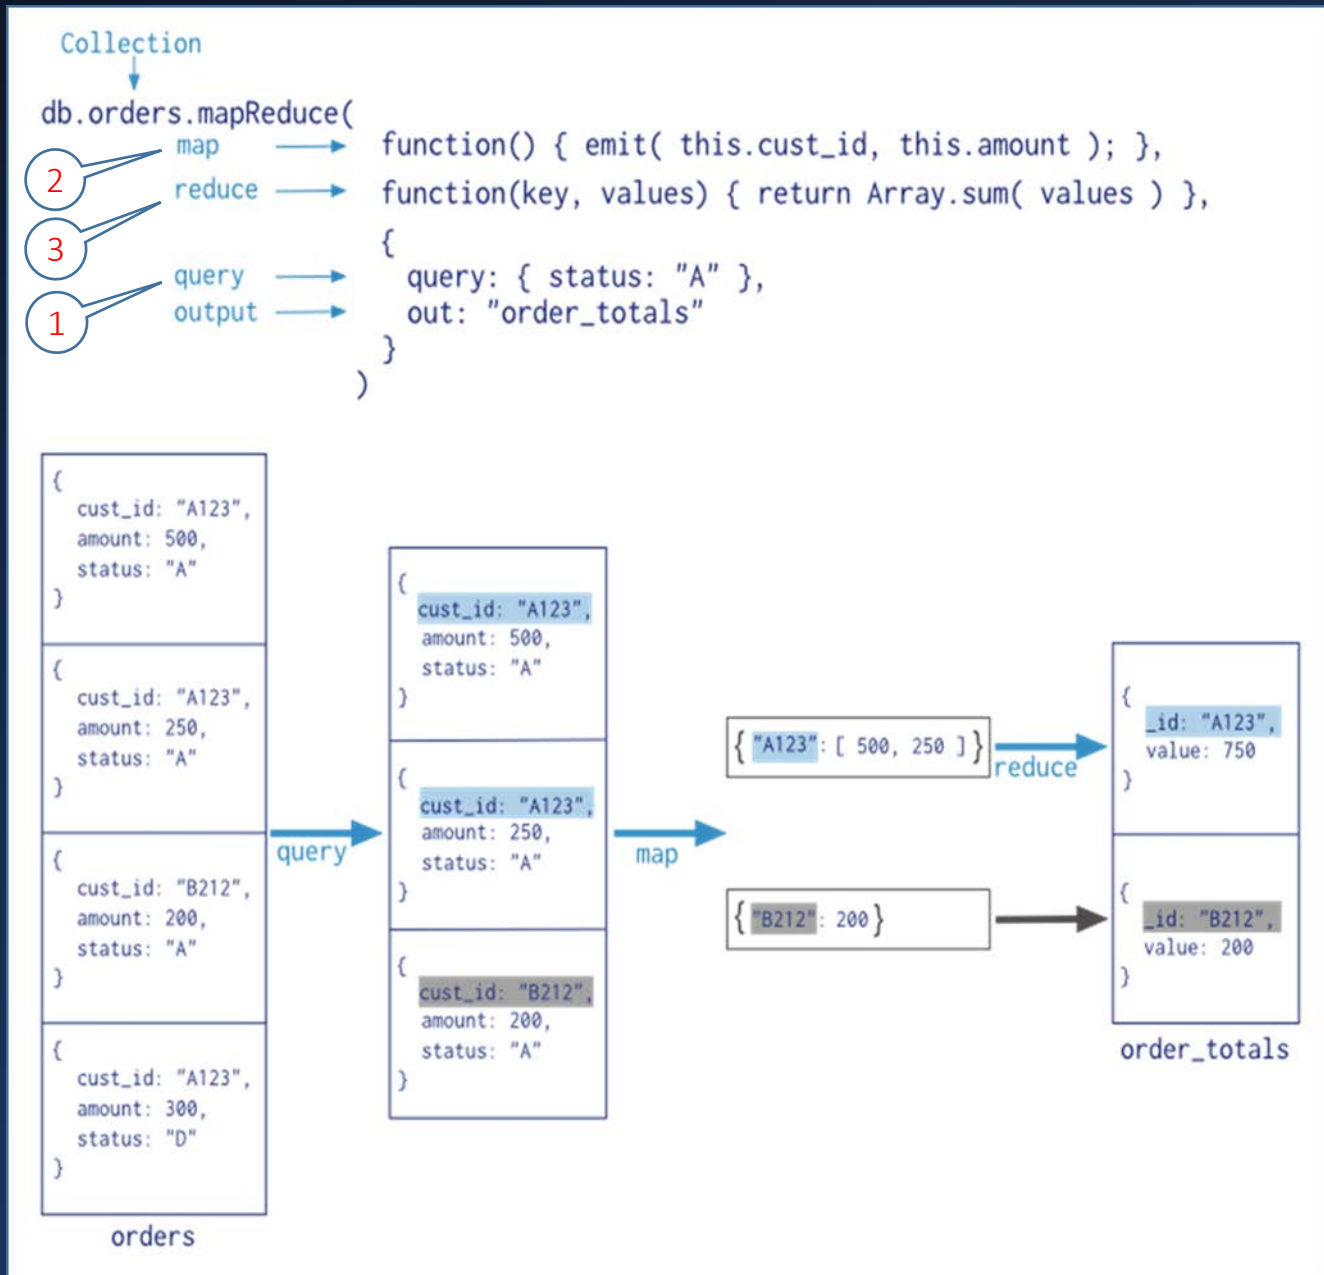 Collection
db.orders.mapReduce(
2
map
function() { emit( this.cust_id, this.amount ); },
3
reduce
function(key, values) { return Array.sum( values ) },
{
1
query
query: { status: "A" },
output
out: "order_totals"
}
)
{
cust_id: "A123",
amount: 500,
status: "A"
}
{
cust_id: "A123",
amount: 250,
status: "A"
}
{
cust_id: "B212",
amount: 200,
status: "A"
}
{
cust_id: "A123",
amount: 300,
status: "D"
}
orders
query
{
cust_id: "A123",
amount: 500,
status: "A"
}
{
cust_id: "A123",
amount: 250,
status: "A"
}
{
cust_id: "B212",
amount: 200,
status: "A"
}
map
{ "A123": [ 500, 250 ] }
{ "B212": 200 }
reduce
{
_id: "A123",
value: 750
}
{
_id: "B212",
value: 200
}
order_totals